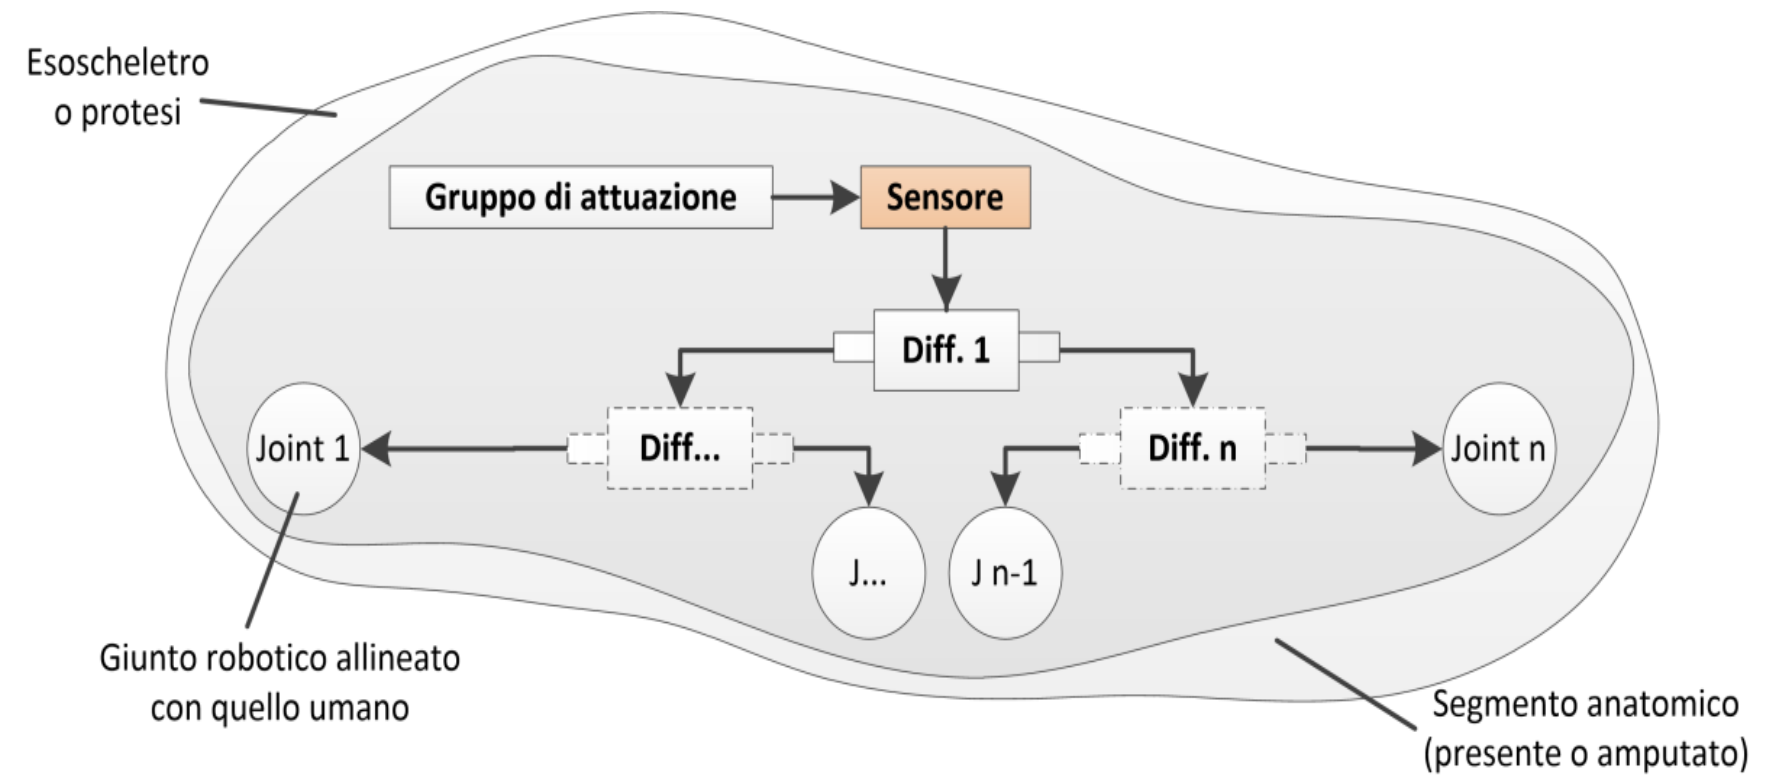 Esoscheletro
o protesi
Gruppo di attuazione
Sensore
Diff. 1
Joint 1
Diff...
Diff. n
Joint n
J...
J n-1
Giunto robotico allineato
con quello umano
Segmento anatomico
(presente o amputato)